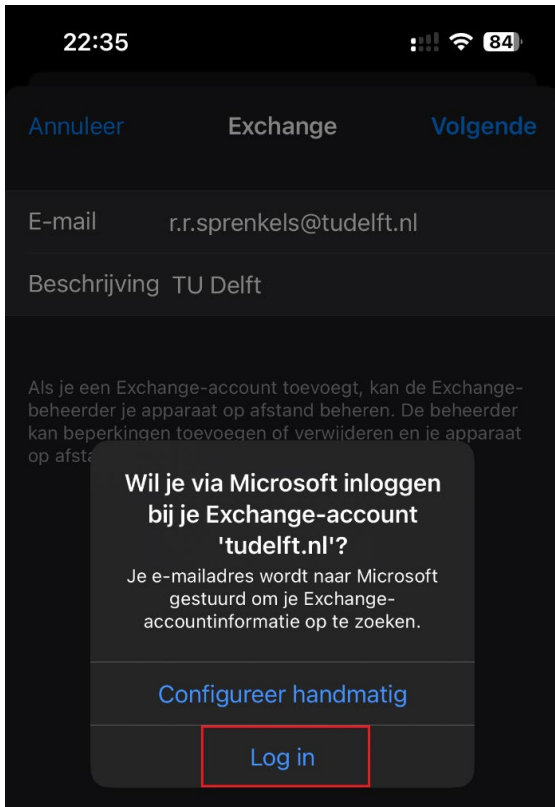 22:35
84
Annuleer Exchange Volgende
E-mail r.r.sprenkels@tudelft.nl
Beschrijving TU Delft
Als je een Exchange-account toevoegt, kan de Exchange-
beheerder je apparaat op afstand beheren. De beheerder
kan beperkingen toevoegen of verwijderen en je apparaat
op
Wil je via Microsoft inloggen
bij je Exchange-account
'tudelft.nl'?
Je e-mailadres wordt naar Microsoft
gestuurd om je Exchange-
accountinformatie op te zoeken.
Configureer handmatig
Log in